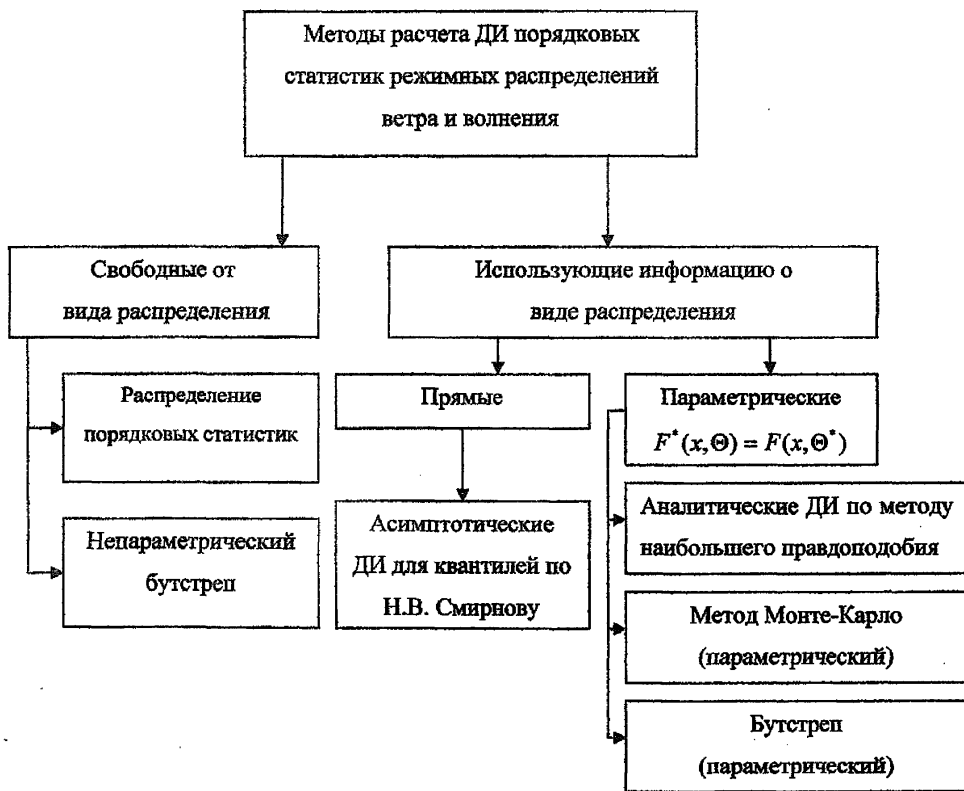 Методы расчета ДИ порядковых
статистик режимных распределений
ветра и волнения
Свободные от
вида распределения
Использующие информацию о
виде распределения
Распределение
порядковых статистик
Прямые
Параметрические
F*(x,Θ) = F(x,Θ*)
Непараметрический
бутстреп
Асимптотические
ДИ для квантилей по
Н.В. Смирнову
Аналитические ДИ по методу
наибольшего правдоподобия
Метод Монте-Карло
(параметрический)
Бутстреп
(параметрический)